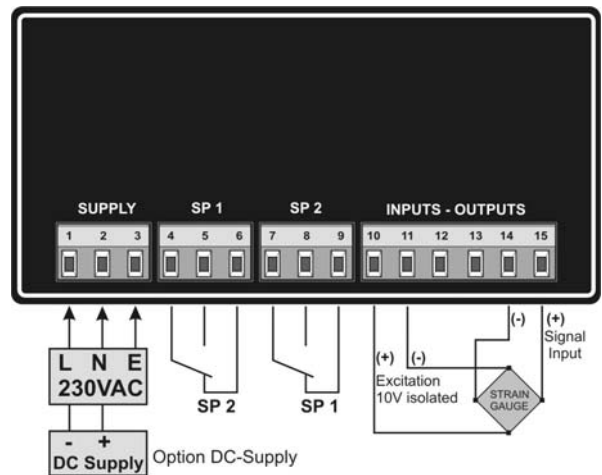 SUPPLY SP 1 SP 2 INPUTS - OUTPUTS
1 2 3 4 5 6 7 8 9 10 11 12 13 14 15
(-) (+)
Signal
Input
L N E
230VAC
SP 2
SP 1
(+) (-)
Excitation
10V isolated
STRAIN
GAUGE
- +
DC Supply
Option DC-Supply